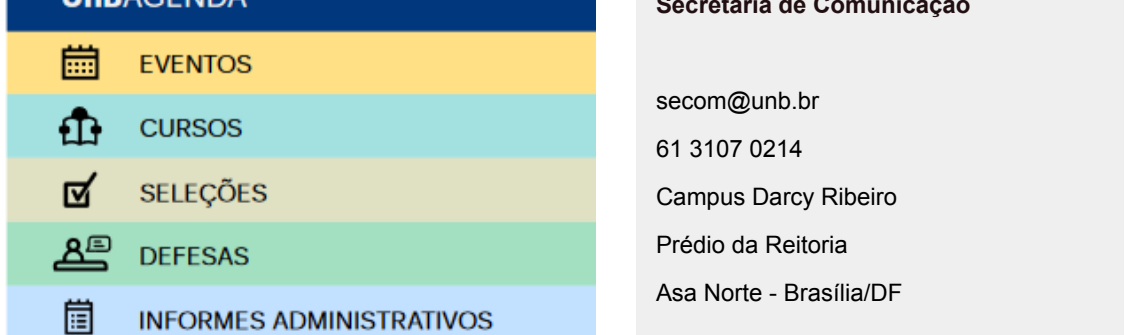 UnBAGENDA
EVENTOS
CURSOS
SELEÇÕES
DEFESAS
INFORMES ADMINISTRATIVOS
Secretaria de Comunicação
secom@unb.br
61 3107 0214
Campus Darcy Ribeiro
Prédio da Reitoria
Asa Norte - Brasília/DF